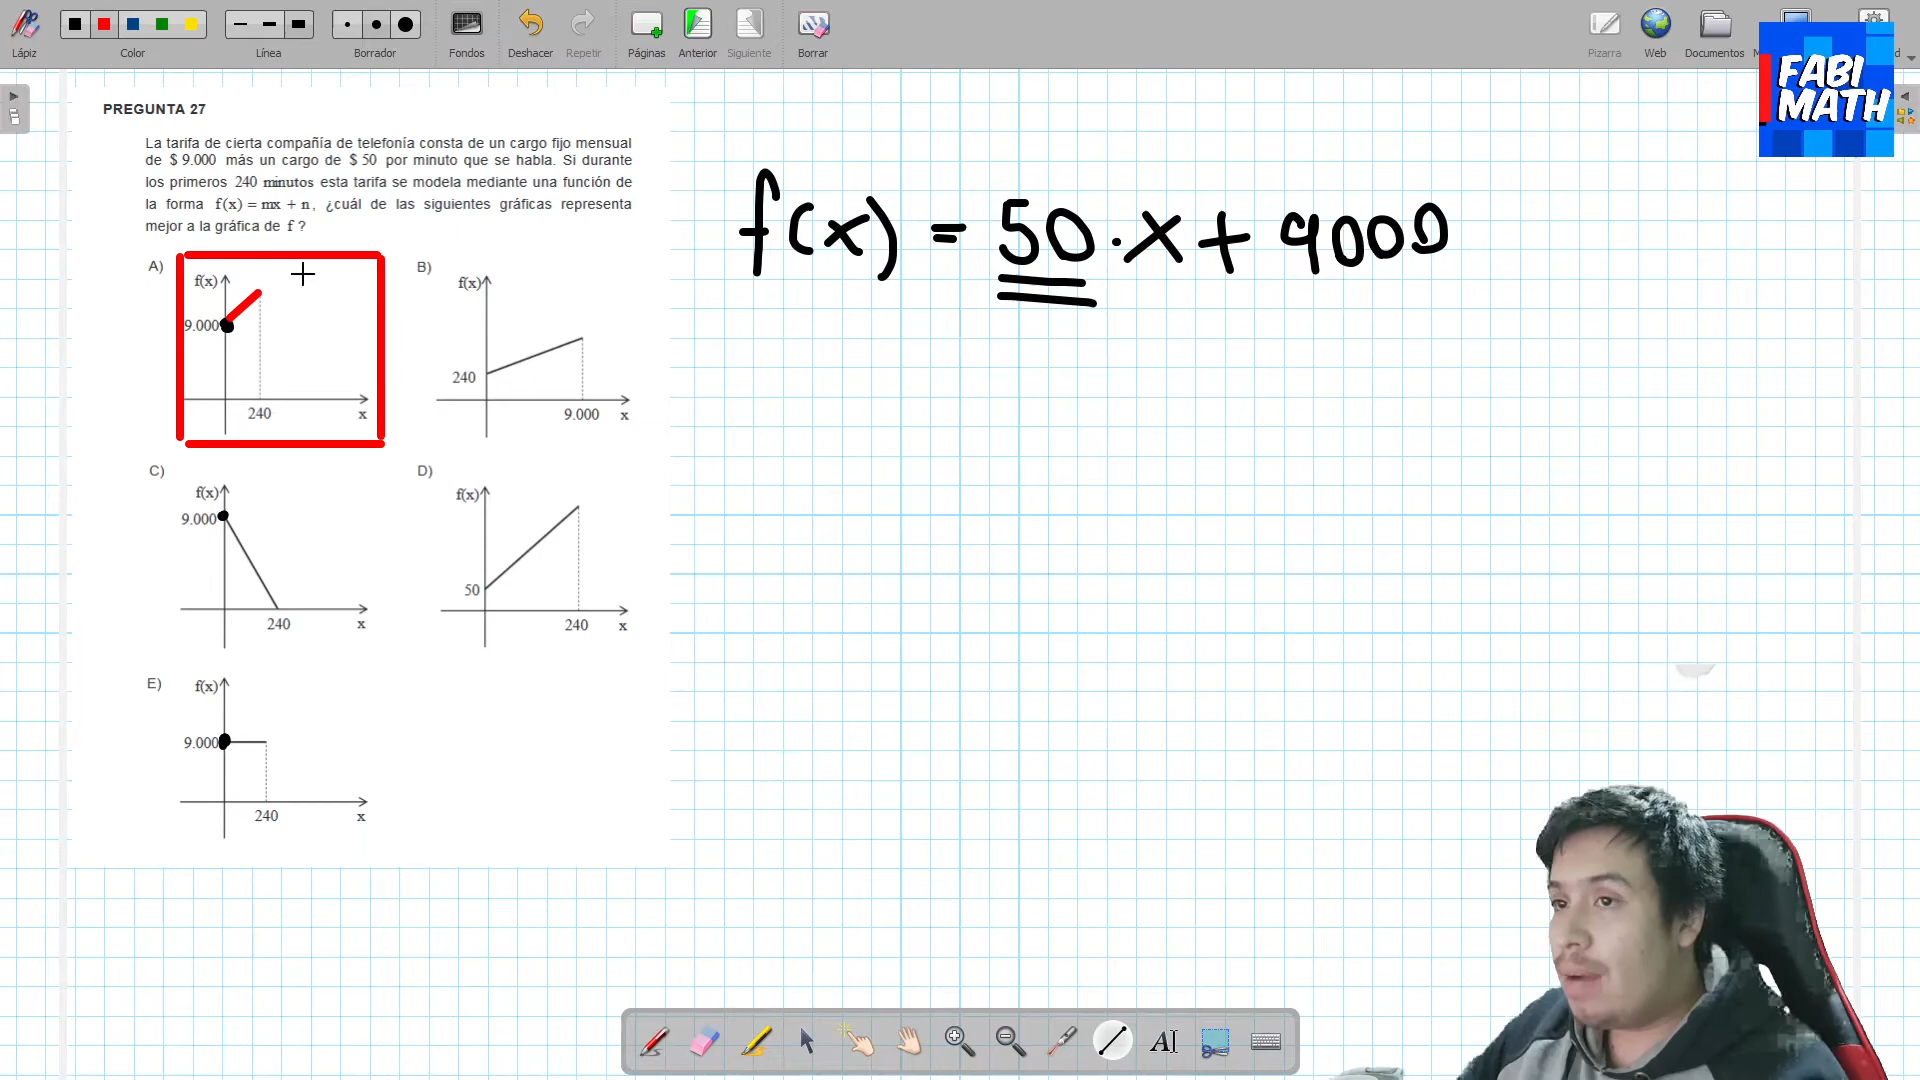 Lápiz
Color
Línea
Borrador
Fondos
Deshacer
Repetir
Páginas
Anterior
Siguiente
Borrar
Pizarra
Web
Documentos
FABI
MATH
PREGUNTA 27
La tarifa de cierta compañía de telefonía consta de un cargo fijo mensual
de $ 9.000 más un cargo de $ 50 por minuto que se habla. Si durante
los primeros 240 minutos esta tarifa se modela mediante una función de
la forma f(x) = mx + n, ¿cuál de las siguientes gráficas representa
mejor a la gráfica de f ?
f(x) = 50 · x + 9000
A)
f(x)
9.000
240
x
B)
f(x)
240
9.000
x
C)
f(x)
9.000
240
x
D)
f(x)
50
240
x
E)
f(x)
9.000
240
x